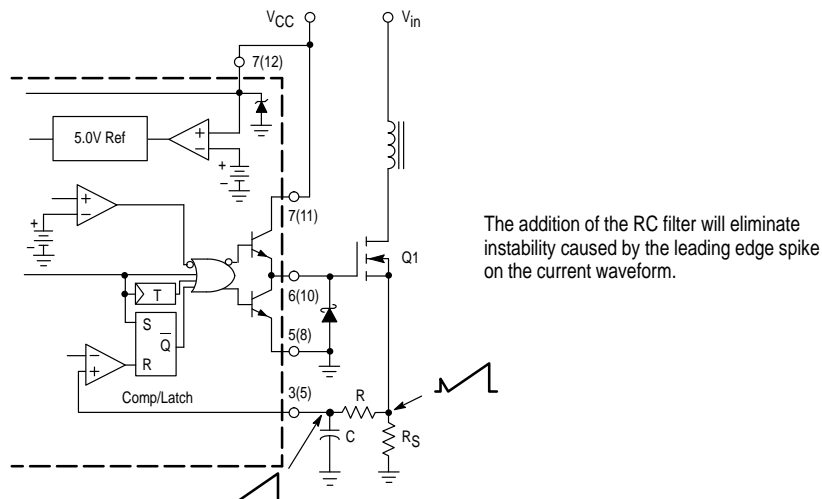 VCC
Vin
7(12)
5.0V Ref
+
−
+
−
+
−
+
−
7(11)
The addition of the RC filter will eliminate
instability caused by the leading edge spike
on the current waveform.
Q1
T
6(10)
S
Q
R
5(8)
−
+
Comp/Latch
3(5)
R
C
RS